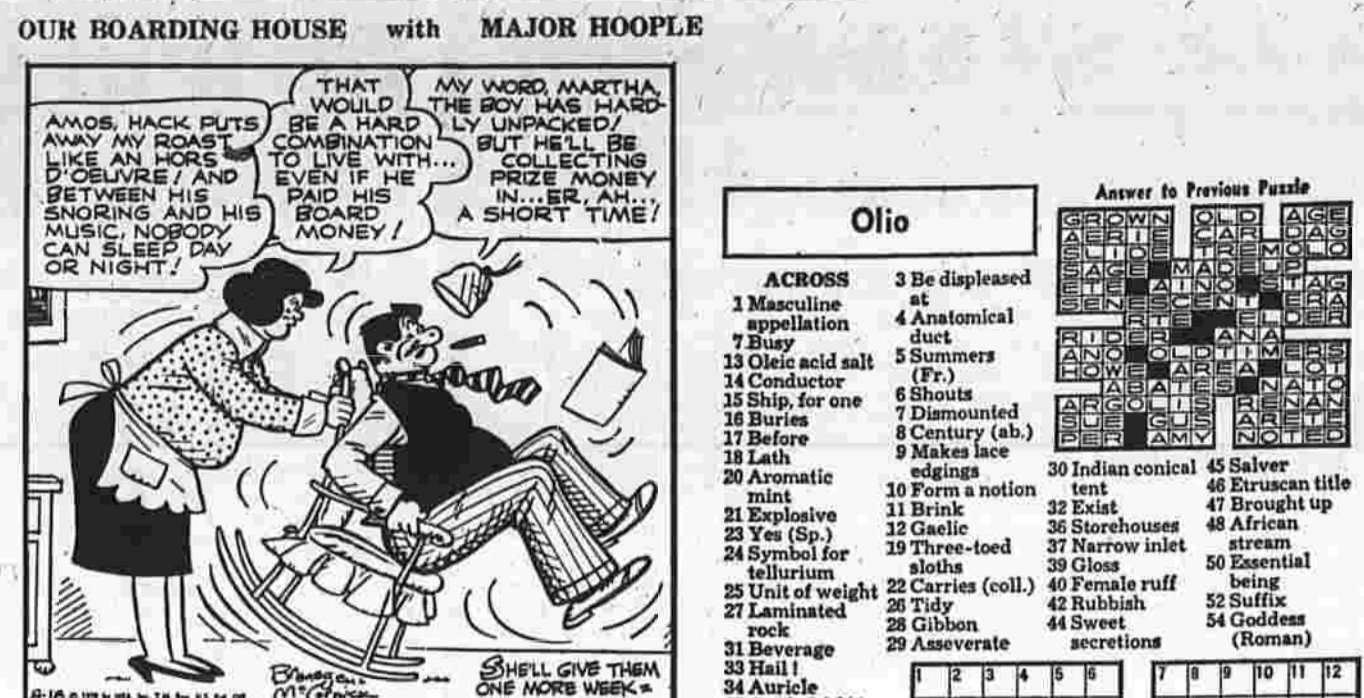 OUR BOARDING HOUSE with MAJOR HOOPLE
AMOS, HACK PUTS
AWAY MY ROAST
LIKE AN HORS
D'OEUVRE! AND
BETWEEN HIS
SNORING AND HIS
MUSIC, NOBODY
CAN SLEEP DAY
OR NIGHT!
THAT
WOULD
BE A HARD
COMBINATION
TO LIVE WITH...
EVEN IF HE
PAID HIS
BOARD
MONEY!
MY WORD, MARTHA,
THE BOY HAS HARD-
LY UNPACKED!
BUT HE'LL BE
COLLECTING
PRIZE MONEY
IN...ER, AH...
A SHORT TIME!
SHE'LL GIVE THEM
ONE MORE WEEK=
Olio
ACROSS
1 Masculine
appellation
7 Busy
13 Oleic acid salt
14 Conductor
15 Ship, for one
16 Buries
17 Before
18 Lath
20 Aromatic
mint
21 Explosive
23 Yes (Sp.)
24 Symbol for
tellurium
25 Unit of weight
27 Laminated
rock
31 Beverage
33 Hail!
34 Auricle
3 Be displeased
at
4 Anatomical
duct
5 Summers
(Fr.)
6 Shouts
7 Dismounted
8 Century (ab.)
9 Makes lace
edgings
10 Form a notion
11 Brink
12 Gaelic
19 Three-toed
sloths
22 Carries (coll.)
26 Tidy
28 Gibbon
29 Asseverate
Answer to Previous Puzzle
GROWN OLD AGE
AERIE CAR DAG
SLIDE TREMOLO
SAGE MADE UP
ETE AINO STAG
SENESCENT ERA
RTE EL DER
RIDER ANA
ANO OLDTIMERS
HOWE AREA LOT
ABATES NATO
ARGOLIS RENAN
SUE GUS ARETE
PER AMY NOTED
30 Indian conical
tent
32 Exist
36 Storehouses
37 Narrow inlet
39 Gloss
40 Female ruff
42 Rubbish
44 Sweet
secretions
45 Salver
46 Etruscan title
47 Brought up
48 African
stream
50 Essential
being
52 Suffix
54 Goddess
(Roman)
1 2 3 4 5 6 7 8 9 10 11 12